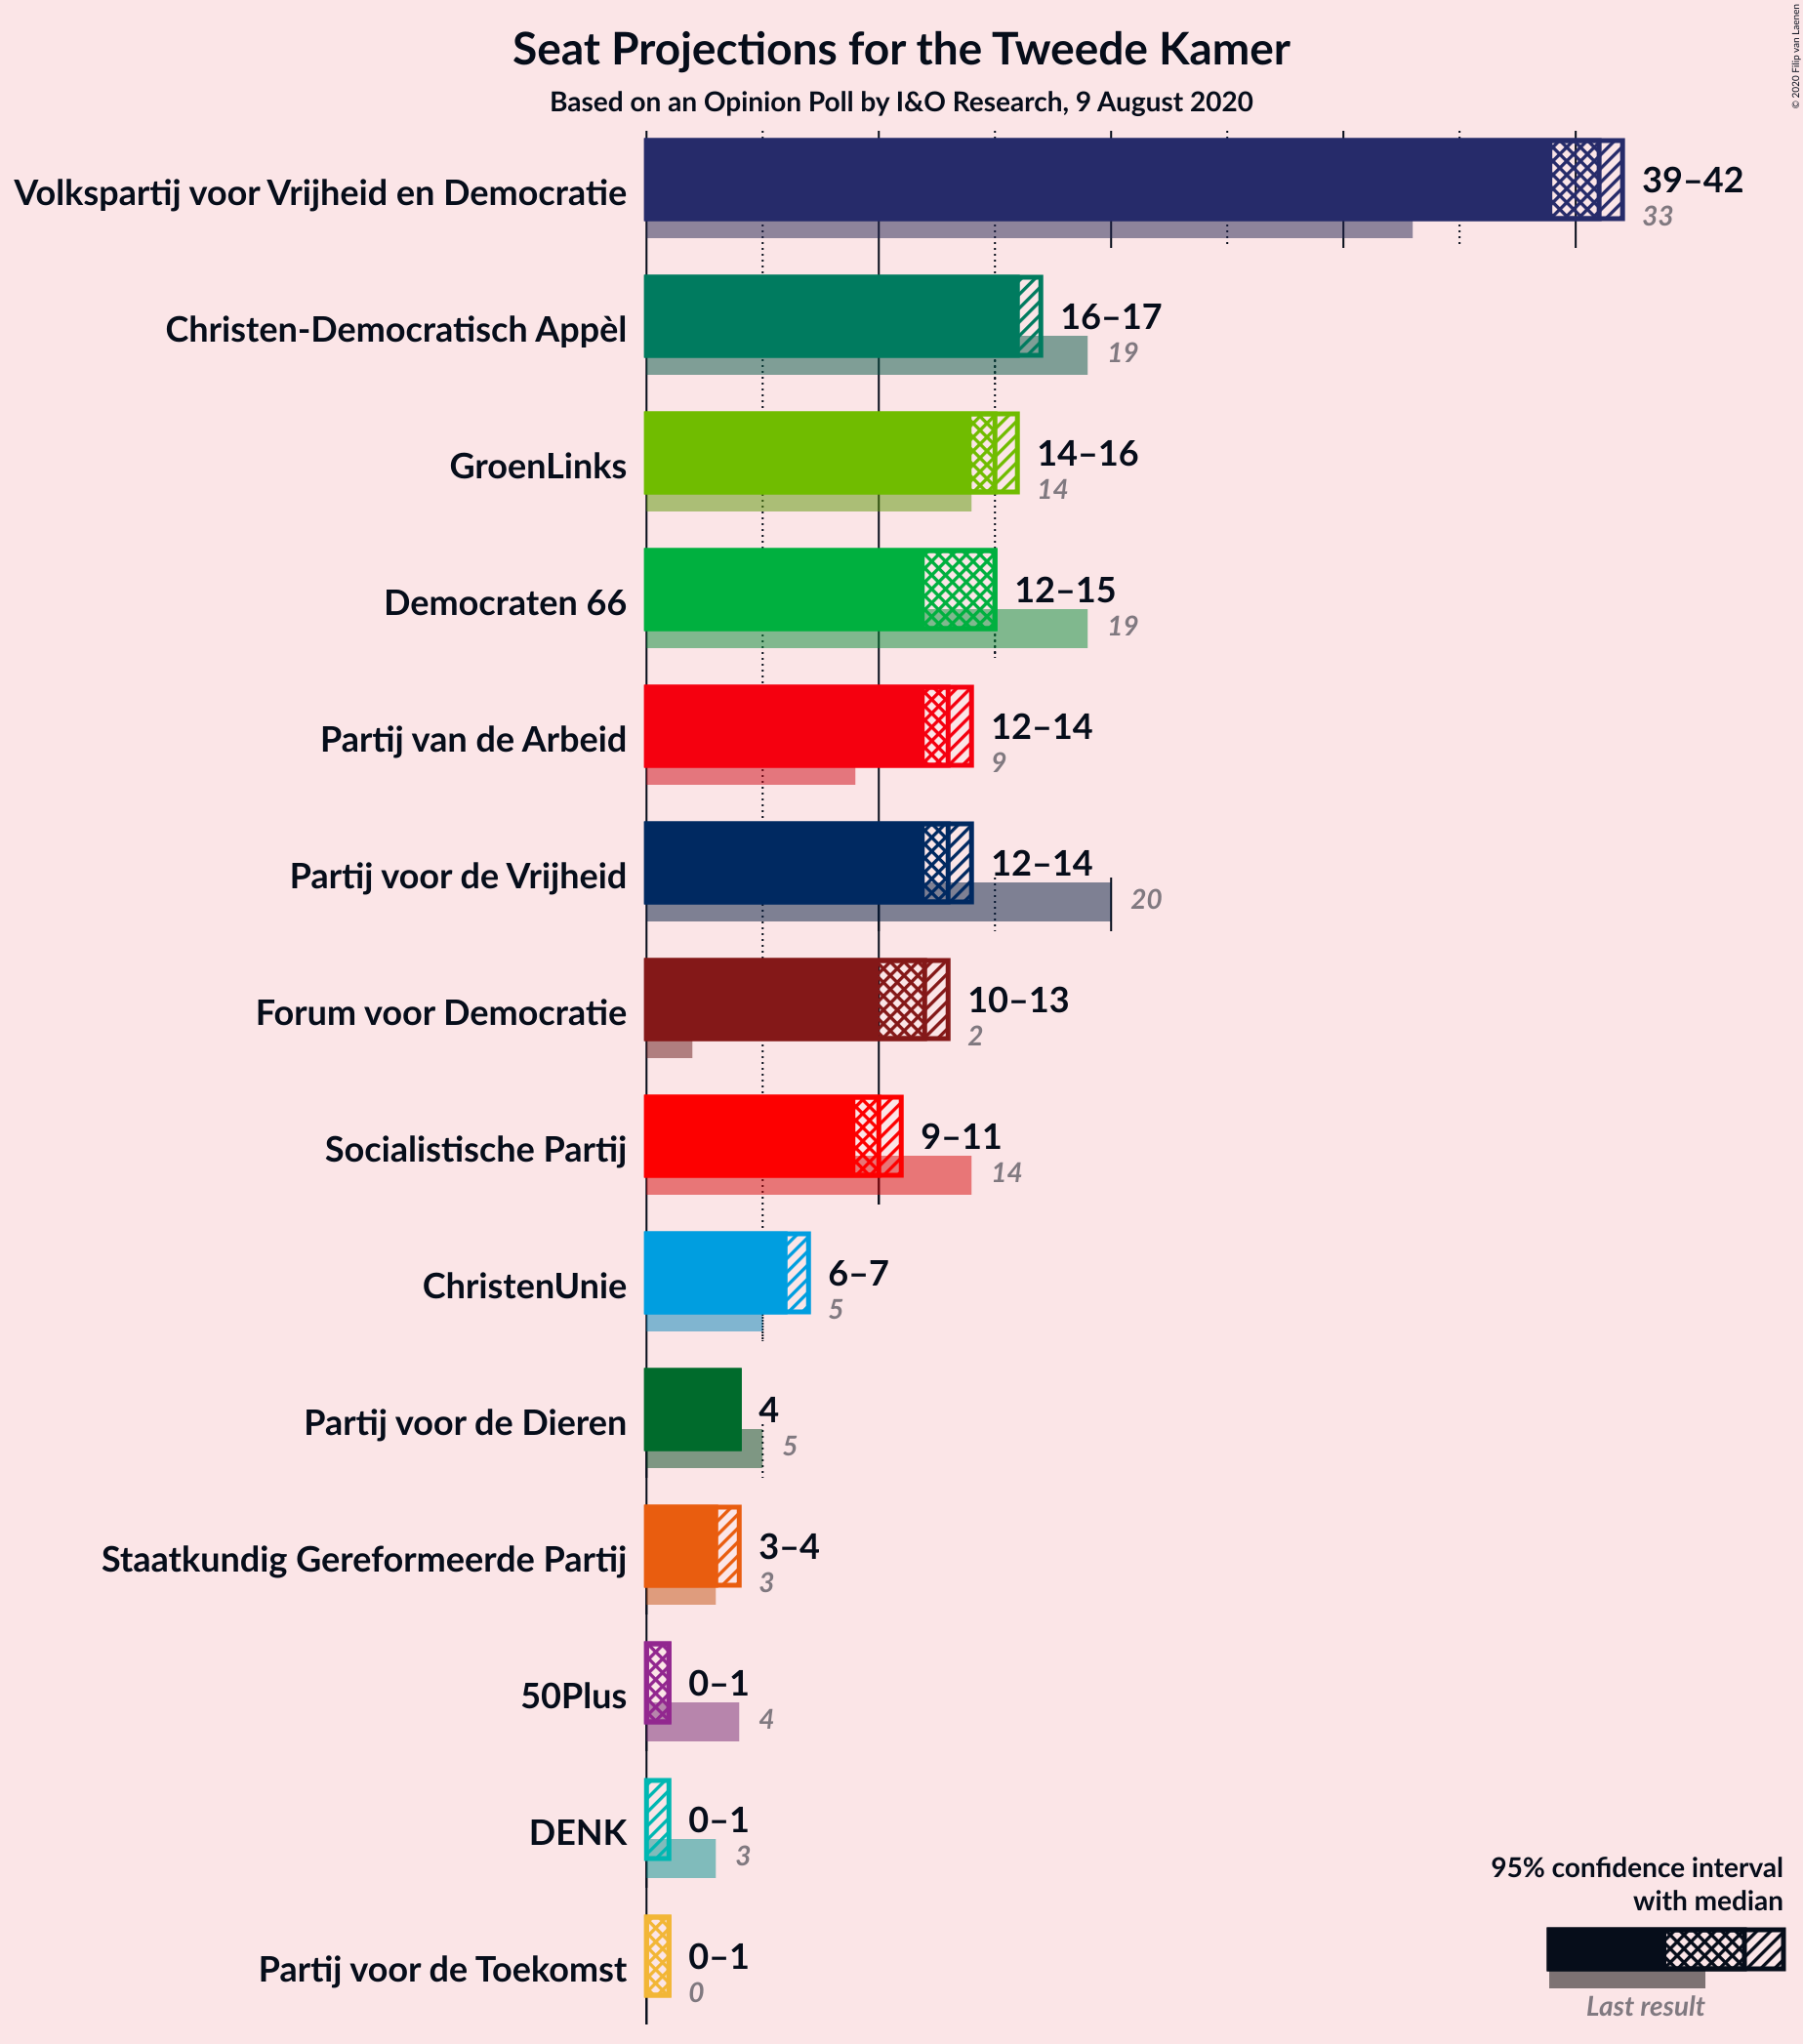 Seat Projections for the Tweede Kamer
Based on an Opinion Poll by I&O Research, 9 August 2020
© 2020 Filip van Laenen
Volkspartij voor Vrijheid en Democratie
39–42
33
Christen-Democratisch Appèl
16–17
19
GroenLinks
14–16
14
Democraten 66
12–15
19
Partij van de Arbeid
12–14
9
Partij voor de Vrijheid
12–14
20
Forum voor Democratie
10–13
2
Socialistische Partij
9–11
14
ChristenUnie
6–7
5
Partij voor de Dieren
4
5
Staatkundig Gereformeerde Partij
3–4
3
50Plus
0–1
4
DENK
0–1
3
Partij voor de Toekomst
0–1
0
95% confidence interval
with median
Last result